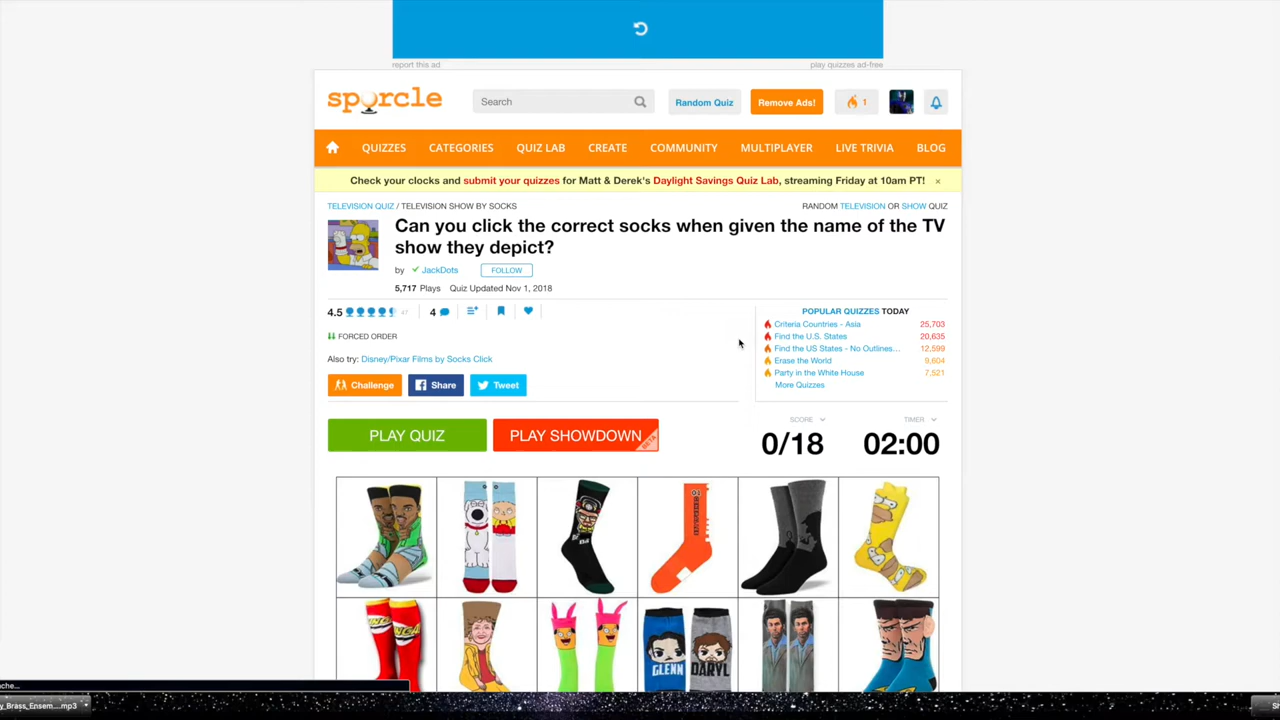 report this ad
play quizzes ad-free
sporcle
Search
Random Quiz
Remove Ads!
1
QUIZZES
CATEGORIES
QUIZ LAB
CREATE
COMMUNITY
MULTIPLAYER
LIVE TRIVIA
BLOG
Check your clocks and submit your quizzes for Matt & Derek's Daylight Savings Quiz Lab, streaming Friday at 10am PT! ×
TELEVISION QUIZ / TELEVISION SHOW BY SOCKS
RANDOM TELEVISION OR SHOW QUIZ
Can you click the correct socks when given the name of the TV
show they depict?
by JackDots
FOLLOW
5,717 Plays Quiz Updated Nov 1, 2018
4.5
4
POPULAR QUIZZES TODAY
Criteria Countries - Asia 25,703
Find the U.S. States 20,635
Find the US States - No Outlines... 12,599
Erase the World 9,604
Party in the White House 7,521
More Quizzes
FORCED ORDER
Also try: Disney/Pixar Films by Socks Click
Challenge
Share
Tweet
PLAY QUIZ
PLAY SHOWDOWN
BETA
SCORE
0/18
TIMER
02:00
GLENN
DARYL
che...
y_Brass_Ensem....mp3